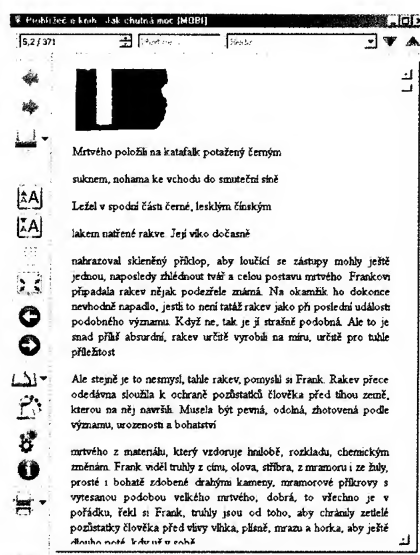 Prohlížeč e-knih - Jak chutná moc [MOBI]
5,2 / 371
Mrtvého položili na katafalk potažený černým
suknem, nohama ke vchodu do smuteční síně
Ležel v spodní části černé, lesklým čínským
lakem natřené rakve. Její víko dočasně
nahrazoval skleněný příklop, aby loučící se zástupy mohly ještě
jednou, naposledy zhlédnout tvář a celou postavu mrtvého. Frankovi
připadala rakev nějak podezřele známá. Na okamžik ho dokonce
nevhodně napadlo, jestli to není tatáž rakev jako při poslední události
podobného významu. Když ne, tak je jí strašně podobná. Ale to je
snad příliš absurdní, rakev určitě vyrobili na míru, určitě pro tuhle
příležitost
Ale stejně je to nesmysl, tahle rakev, pomyslil si Frank. Rakev přece
odedávna sloužila k ochraně pozůstatků člověka před tíhou země,
kterou na něj navršili. Musela být pevná, odolná, zhotovená podle
významu, urozenosti a bohatství
mrtvého z materiálu, který vzdoruje hnilobě, rozkladu, chemickým
změnám. Frank viděl truhly z cínu, olova, stříbra, z mramoru i ze žuly,
prosté i bohatě zdobené drahými kameny, mramorové příkrovy s
vytesanou podobou velkého mrtvého, dobrá, to všechno je v
pořádku, řekl si Frank, truhly jsou od toho, aby chránily zetlelé
pozůstatky člověka před vlivy vlhka, plísně, mrazu a horka, aby ještě
dlouho poté, kdy už v sobě